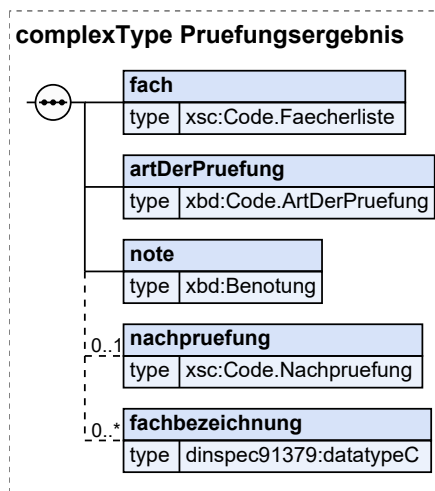 complexType Pruefungsergebnis
fach
type xsc:Code.Faecherliste
artDerPruefung
type xbd:Code.ArtDerPruefung
note
type xbd:Benotung
0..1 nachpruefung
type xsc:Code.Nachpruefung
0..* fachbezeichnung
type dinspec91379:datatypeC